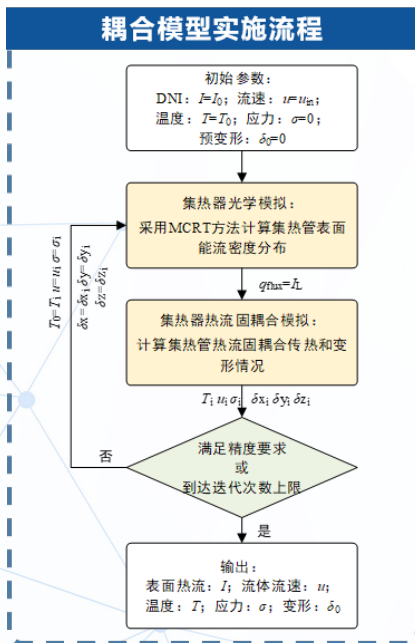 耦合模型实施流程
初始参数：
DNI: I=I₀; 流速: u=uᵢₙ;
温度：T=T₀; 应力：σ=0;
预变形: δ₀=0
集热器光学模拟：
采用MCRT方法计算集热管表面
能流密度分布
q_flux=I_L
集热器热流固耦合模拟：
计算集热管热流固耦合传热和变
形情况
Tᵢ uᵢ σᵢ δxᵢ δyᵢ δzᵢ
T₀=Tᵢ u=uᵢ σ=σᵢ
δx=δxᵢ δy=δyᵢ
δz=δzᵢ
否
满足精度要求
或
到达迭代次数上限
是
输出：
表面热流: I; 流体流速: u;
温度: T; 应力: σ; 变形: δ₀